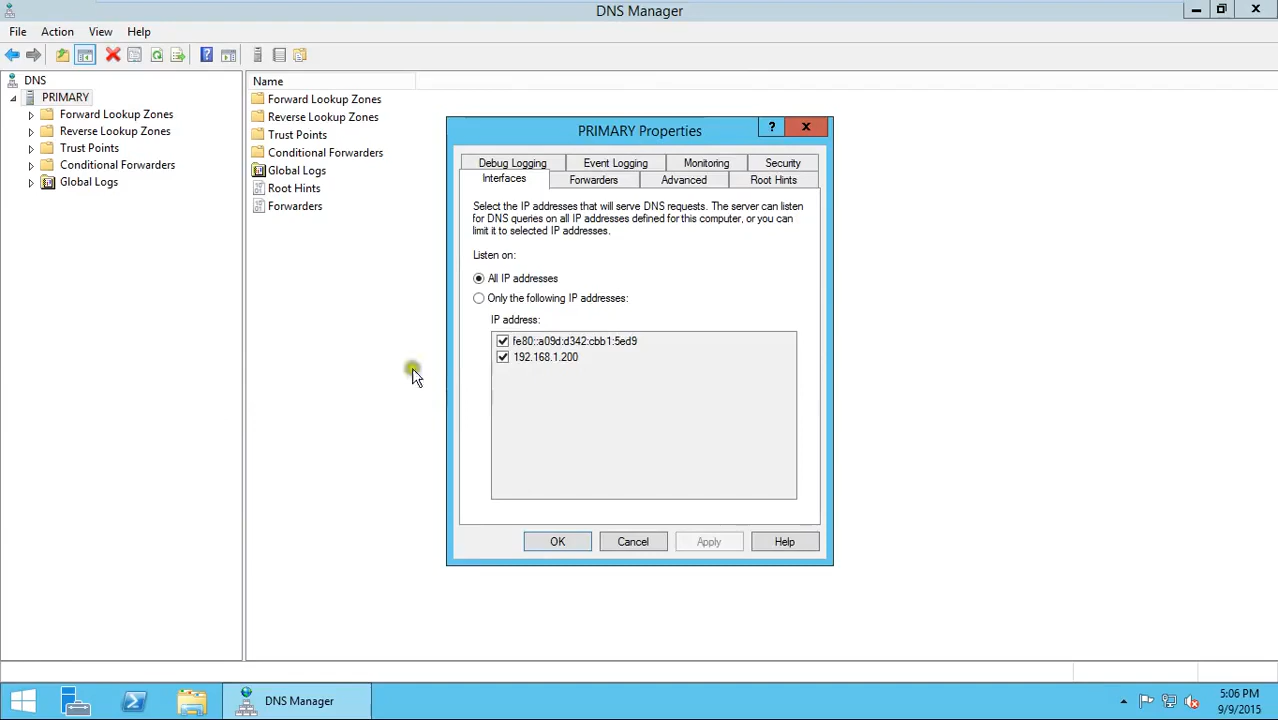 DNS Manager
File Action View Help
DNS
PRIMARY
Forward Lookup Zones
Reverse Lookup Zones
Trust Points
Conditional Forwarders
Global Logs
Name
Forward Lookup Zones
Reverse Lookup Zones
Trust Points
Conditional Forwarders
Global Logs
Root Hints
Forwarders
PRIMARY Properties
Debug Logging Event Logging Monitoring Security
Interfaces Forwarders Advanced Root Hints
Select the IP addresses that will serve DNS requests. The server can listen
for DNS queries on all IP addresses defined for this computer, or you can
limit it to selected IP addresses.
Listen on:
All IP addresses
Only the following IP addresses:
IP address:
fe80::a09d:d342:cbb1:5ed9
192.168.1.200
OK Cancel Apply Help
DNS Manager
5:06 PM
9/9/2015